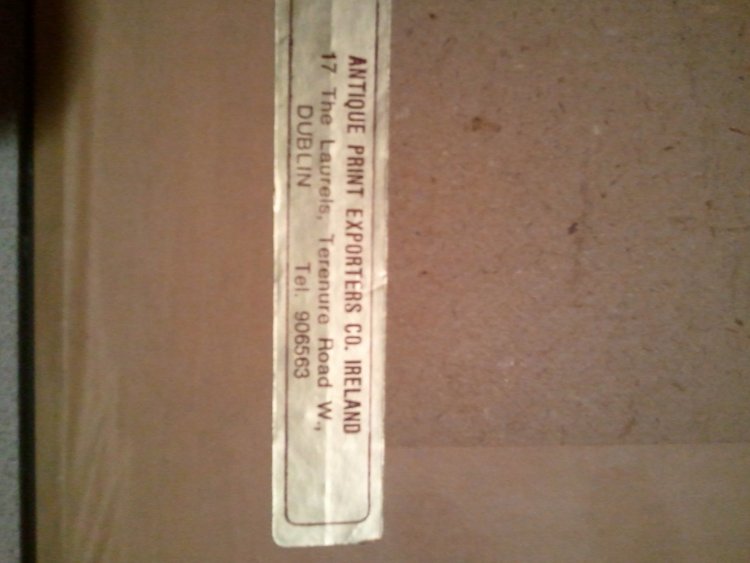 ANTIQUE PRINT EXPORTERS CO. IRELAND
17 The Laurels, Terenure Road W.,
DUBLIN Tel. 906563